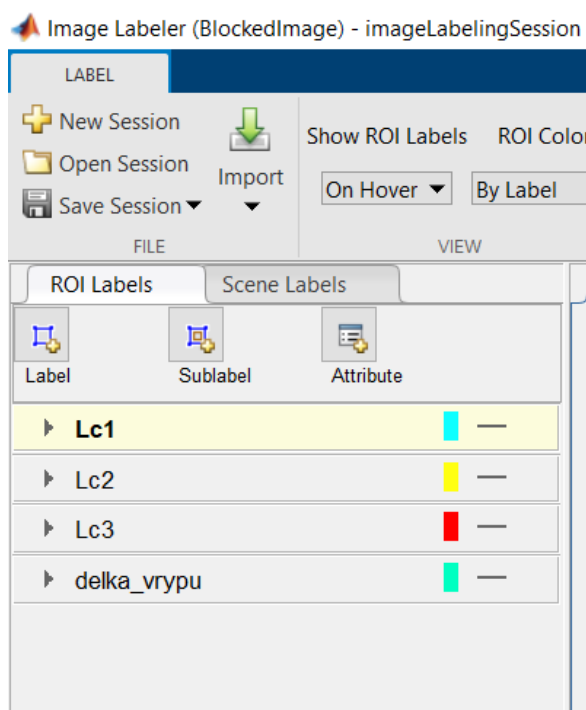 Image Labeler (BlockedImage) - imageLabelingSession
LABEL
New Session
Open Session
Save Session
Import
FILE
Show ROI Labels
ROI Colo
On Hover
By Label
VIEW
ROI Labels
Scene Labels
Label
Sublabel
Attribute
Lc1
Lc2
Lc3
delka_vrypu